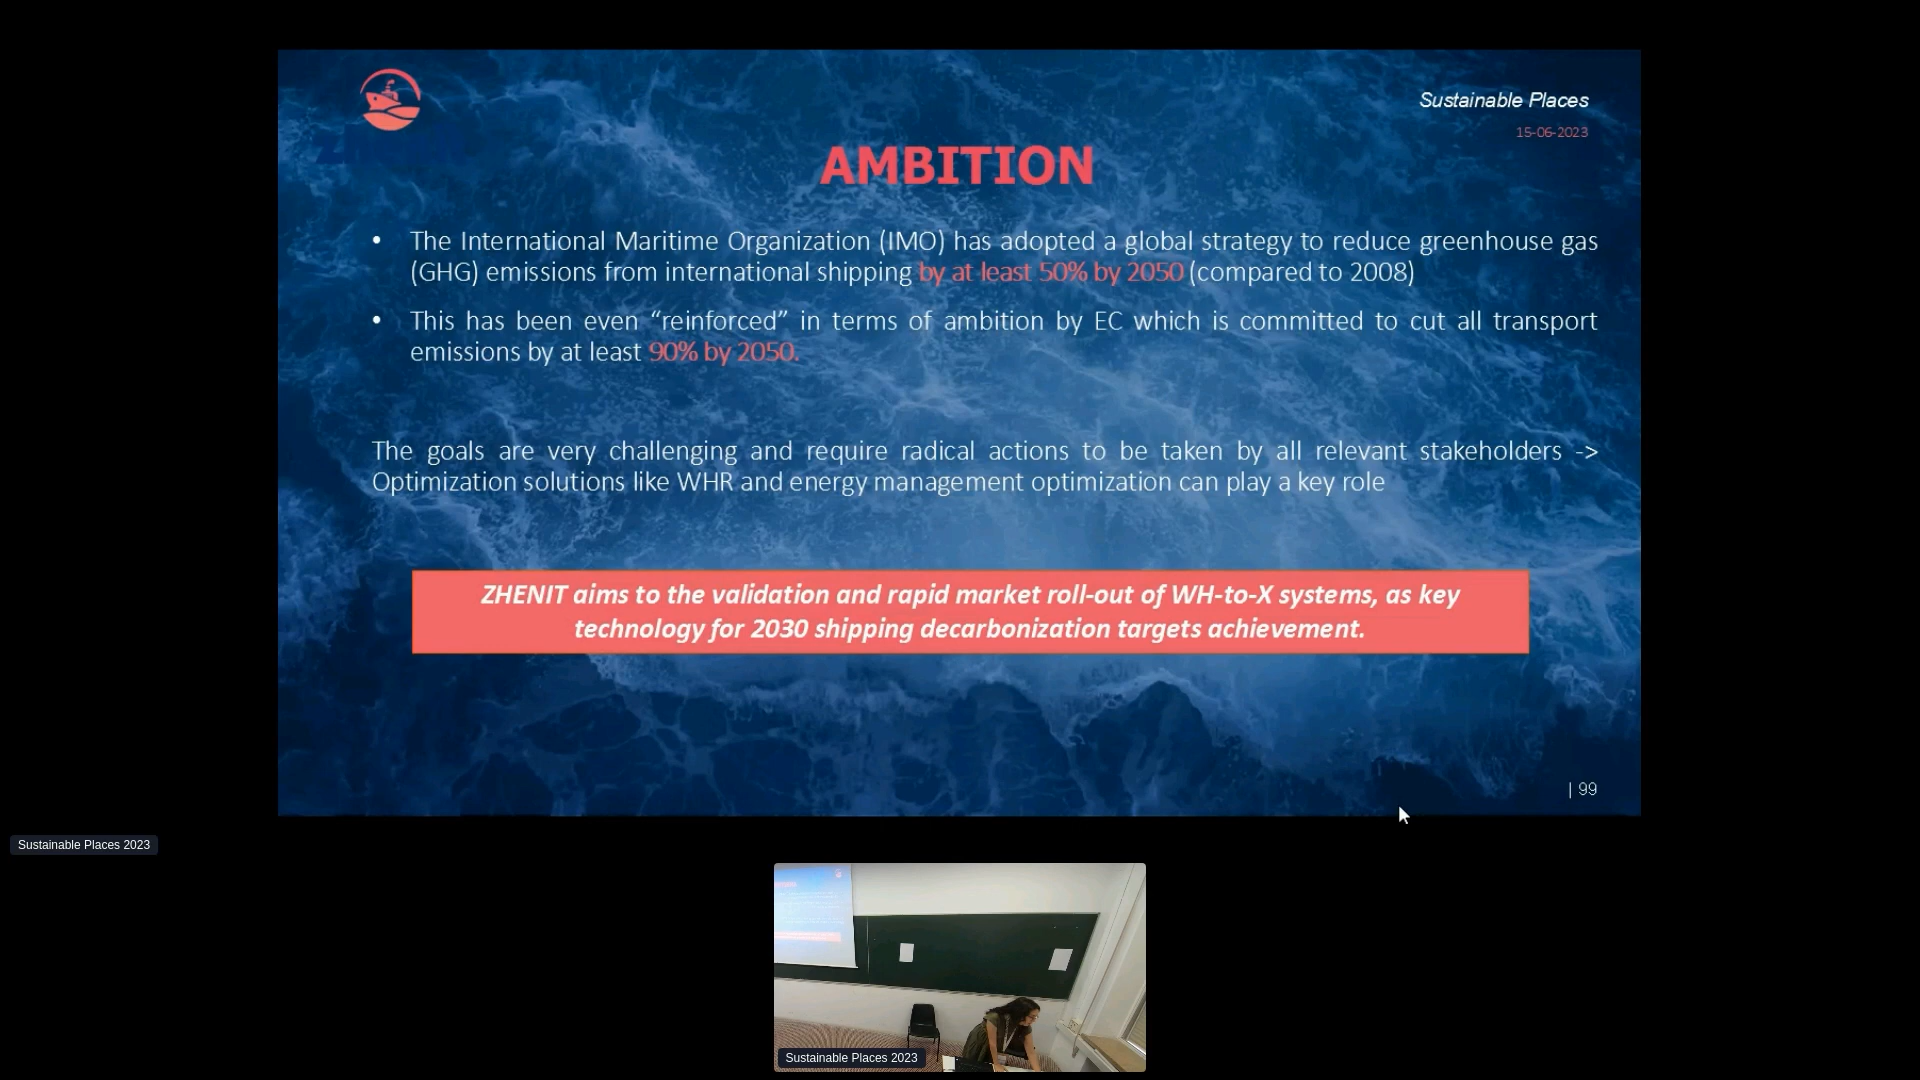 Sustainable Places
15-06-2023
AMBITION
• The International Maritime Organization (IMO) has adopted a global strategy to reduce greenhouse gas
(GHG) emissions from international shipping by at least 50% by 2050 (compared to 2008)
• This has been even “reinforced” in terms of ambition by EC which is committed to cut all transport
emissions by at least 90% by 2050.
The goals are very challenging and require radical actions to be taken by all relevant stakeholders ->
Optimization solutions like WHR and energy management optimization can play a key role
ZHENIT aims to the validation and rapid market roll-out of WH-to-X systems, as key
technology for 2030 shipping decarbonization targets achievement.
| 99
Sustainable Places 2023
Sustainable Places 2023